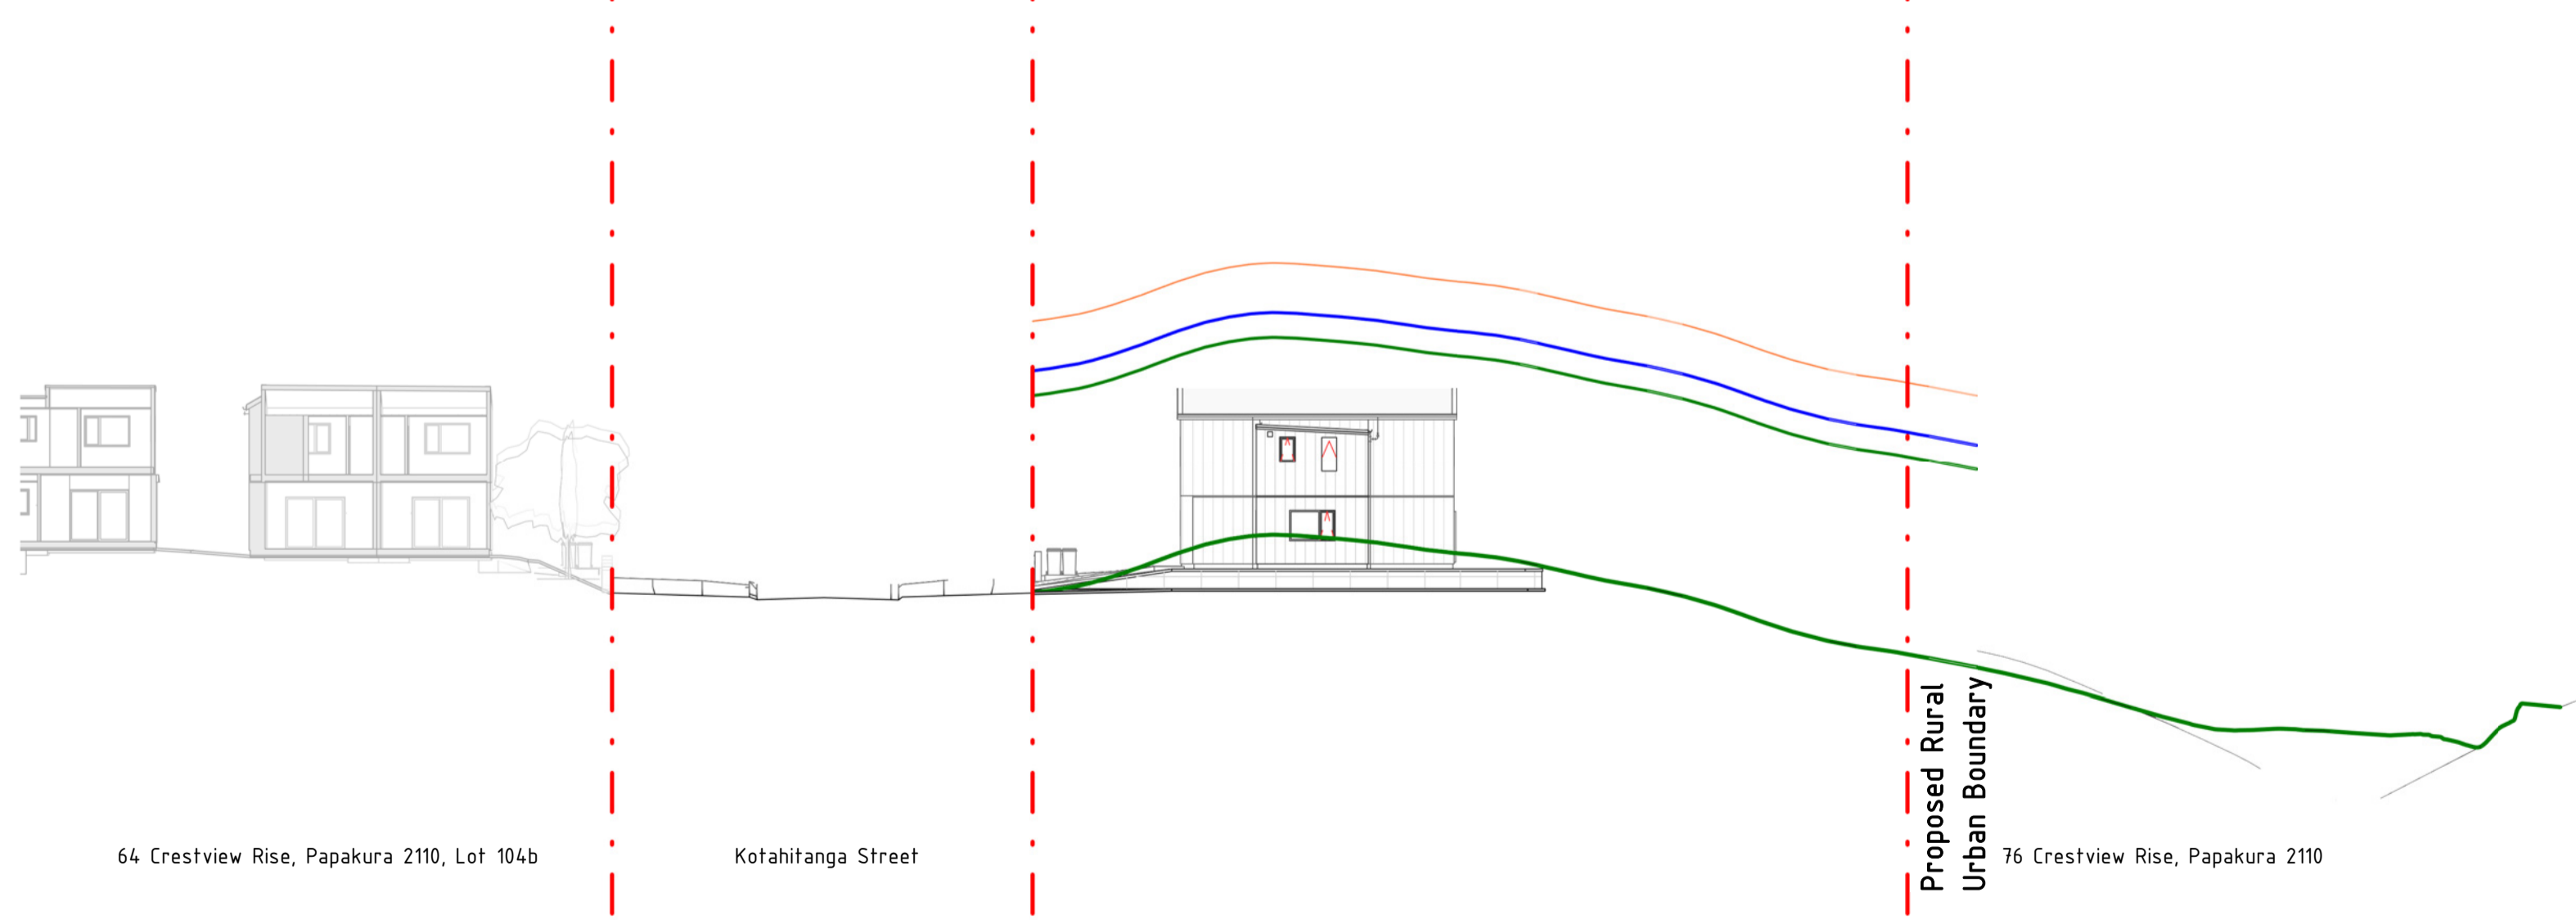 64 Crestview Rise, Papakura 2110, Lot 104b
Kotahitanga Street
Proposed Rural
Urban Boundary
76 Crestview Rise, Papakura 2110